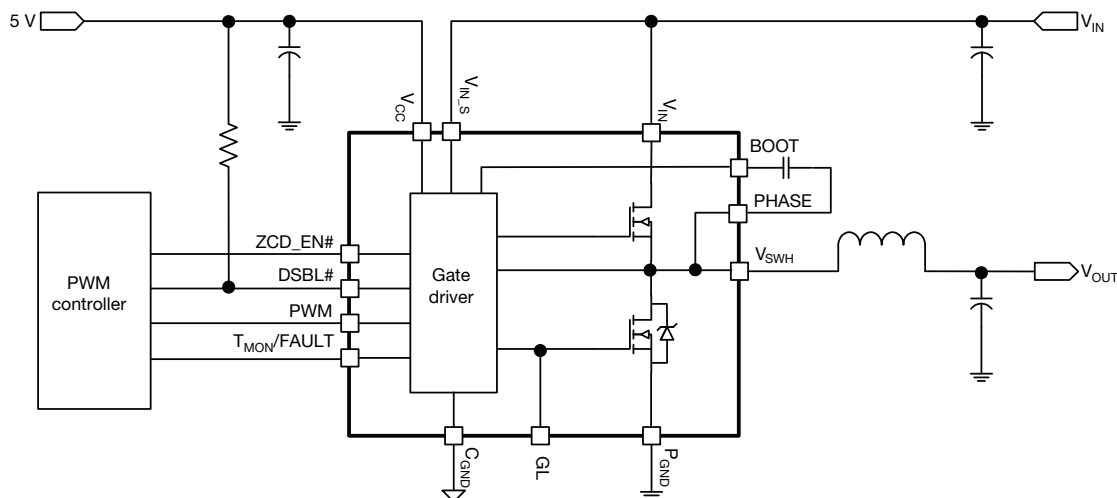 5 V
V_IN
V_CC
V_IN_S
V_IN
BOOT
PHASE
V_SWH
V_OUT
PWM
controller
ZCD_EN#
DSBL#
PWM
T_MON/FAULT
Gate
driver
C_GND
GL
P_GND